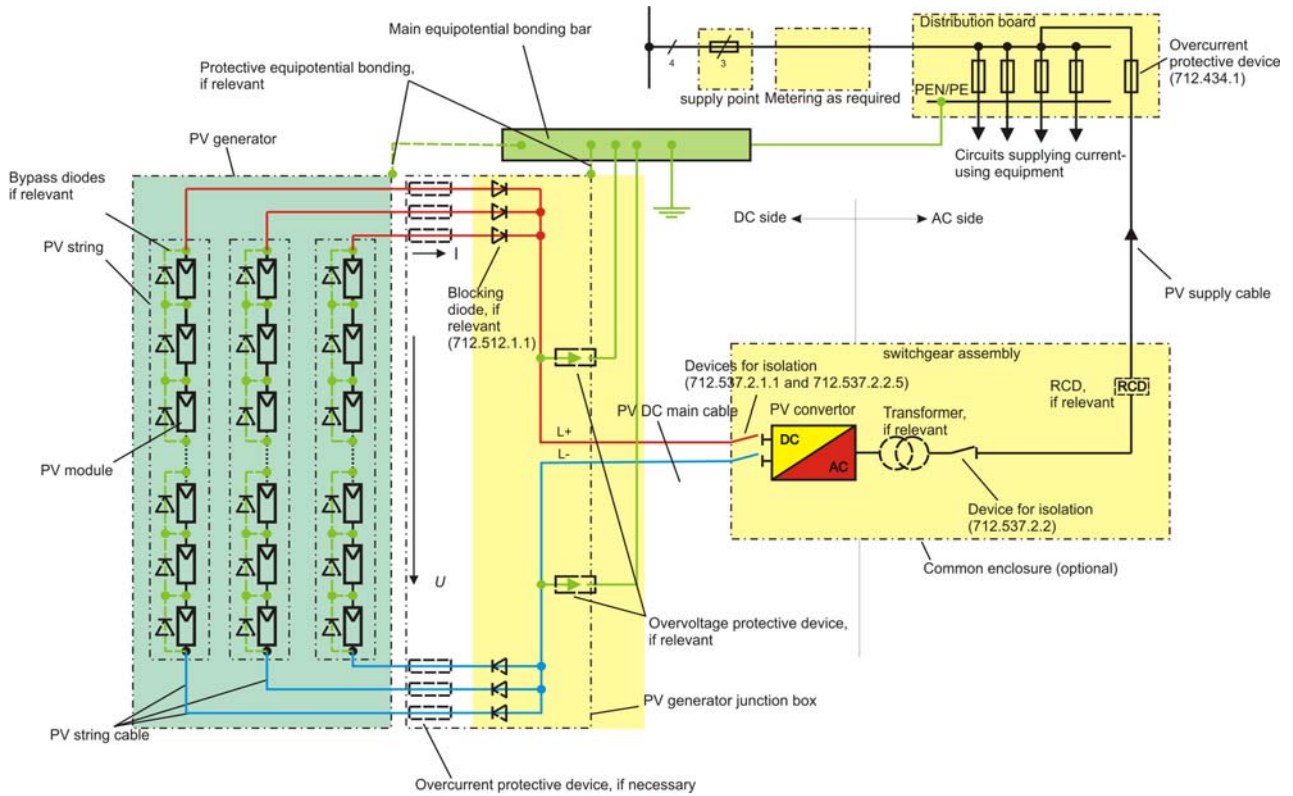 Main equipotential bonding bar
Protective equipotential bonding,
if relevant
PV generator
Bypass diodes
if relevant
PV string
PV module
PV string cable
Blocking
diode, if
relevant
(712.512.1.1)
I
U
L+
L-
PV DC main cable
Overvoltage protective device,
if relevant
PV generator junction box
Overcurrent protective device, if necessary
4
3
supply point
Metering as required
Distribution board
PEN/PE
Overcurrent
protective device
(712.434.1)
Circuits supplying current-
using equipment
DC side
AC side
PV supply cable
switchgear assembly
Devices for isolation
(712.537.2.1.1 and 712.537.2.2.5)
PV convertor
DC
AC
Transformer,
if relevant
RCD,
if relevant
RCD
Device for isolation
(712.537.2.2)
Common enclosure (optional)